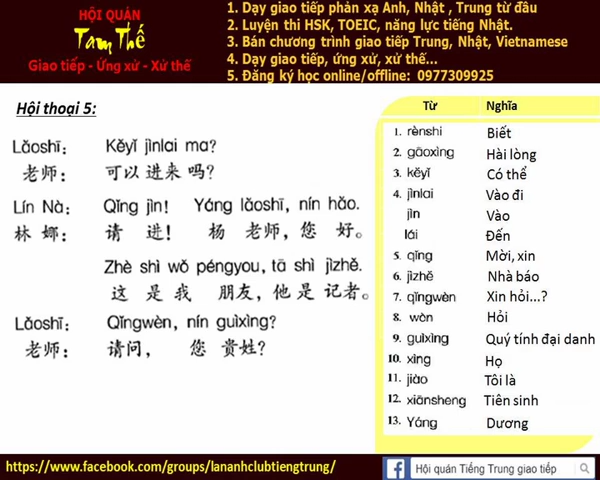 HỘI QUÁN
Tam Thế
Giao tiếp - Ứng xử - Xử thế
1. Dạy giao tiếp phản xạ Anh, Nhật , Trung từ đầu
2. Luyện thi HSK, TOEIC, năng lực tiếng Nhật.
3. Bán chương trình giao tiếp Trung, Nhật, Vietnamese
4. Dạy giao tiếp, ứng xử, xử thế...
5. Đăng ký học online/offline: 0977309925
Hội thoại 5:
Lǎoshī: Kěyǐ jìnlai ma?
老师： 可以进来吗?
Lín Nà: Qǐng jìn! Yáng lǎoshī, nín hǎo.
林娜： 请 进! 杨 老师, 您 好。
Zhè shì wǒ péngyou, tā shì jìzhě.
这 是 我 朋友, 他 是 记者。
Lǎoshī: Qǐngwèn, nín guìxìng?
老师： 请问, 您 贵姓?
Từ Nghĩa
1. rènshi Biết
2. gāoxìng Hài lòng
3. kěyǐ Có thể
4. jìnlai Vào đi
jìn Vào
lái Đến
5. qǐng Mời, xin
6. jìzhě Nhà báo
7. qǐngwèn Xin hỏi...?
8. wèn Hỏi
9. guìxìng Quý tính đại danh
10. xìng Họ
11. jiào Tôi là
12. xiānsheng Tiên sinh
13. Yáng Dương
https://www.facebook.com/groups/lananhclubtiengtrung/
f Hội quán Tiếng Trung giao tiếp